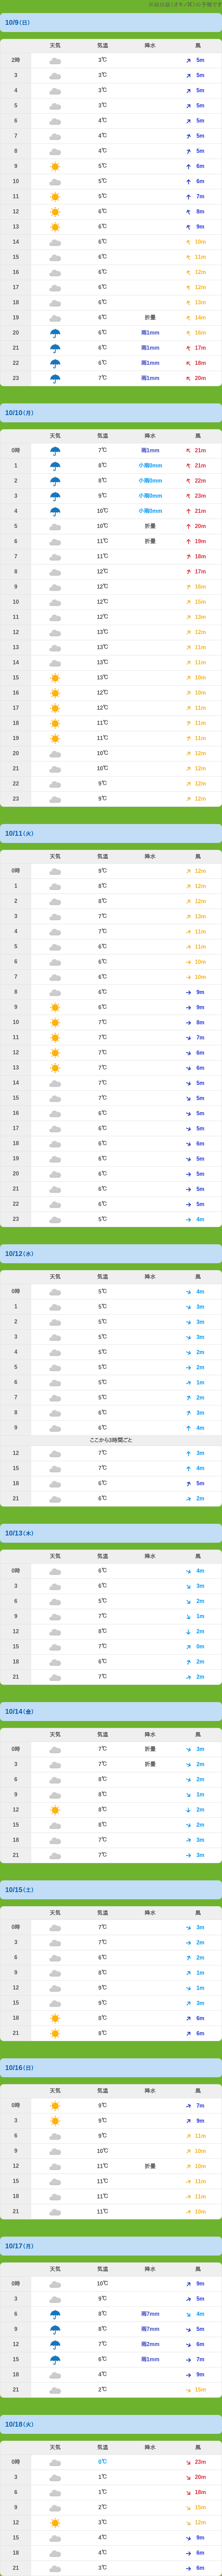 10/9(日)
天気 気温 降水 風
2時 3℃ 5m
3 3℃ 5m
4 4℃ 5m
5 3℃ 5m
6 4℃ 5m
7 4℃ 5m
8 4℃ 5m
9 5℃ 6m
10 5℃ 6m
11 5℃ 7m
12 6℃ 8m
13 6℃ 9m
14 6℃ 10m
15 6℃ 11m
16 6℃ 12m
17 6℃ 12m
18 6℃ 13m
19 6℃ 折曇 14m
20 6℃ 雨1mm 16m
21 6℃ 雨1mm 17m
22 6℃ 雨1mm 18m
23 7℃ 雨1mm 20m
10/10(月)
天気 気温 降水 風
0時 7℃ 雨1mm 21m
1 8℃ 小雨0mm 21m
2 8℃ 小雨0mm 22m
3 9℃ 小雨0mm 23m
4 10℃ 小雨0mm 21m
5 10℃ 折曇 20m
6 11℃ 折曇 19m
7 11℃ 18m
8 12℃ 17m
9 12℃ 16m
10 12℃ 15m
11 12℃ 13m
12 13℃ 12m
13 13℃ 11m
14 13℃ 11m
15 13℃ 10m
16 12℃ 10m
17 12℃ 11m
18 11℃ 11m
19 11℃ 11m
20 10℃ 12m
21 10℃ 12m
22 9℃ 12m
23 9℃ 12m
10/11(火)
天気 気温 降水 風
0時 9℃ 12m
1 8℃ 12m
2 8℃ 12m
3 7℃ 13m
4 7℃ 11m
5 6℃ 11m
6 6℃ 10m
7 6℃ 10m
8 6℃ 9m
9 6℃ 9m
10 7℃ 8m
11 7℃ 7m
12 7℃ 6m
13 7℃ 6m
14 7℃ 5m
15 7℃ 5m
16 6℃ 5m
17 6℃ 5m
18 6℃ 6m
19 6℃ 5m
20 6℃ 5m
21 6℃ 5m
22 6℃ 5m
23 5℃ 4m
10/12(水)
天気 気温 降水 風
0時 5℃ 4m
1 5℃ 3m
2 5℃ 3m
3 5℃ 3m
4 5℃ 2m
5 5℃ 2m
6 5℃ 1m
7 5℃ 2m
8 6℃ 3m
9 6℃ 4m
ここから3時間ごと
12 7℃ 3m
15 7℃ 4m
18 6℃ 5m
21 6℃ 2m
10/13(木)
天気 気温 降水 風
0時 6℃ 4m
3 6℃ 3m
6 5℃ 2m
9 7℃ 1m
12 8℃ 2m
15 7℃ 0m
18 6℃ 2m
21 7℃ 2m
10/14(金)
天気 気温 降水 風
0時 7℃ 折曇 3m
3 7℃ 折曇 2m
6 8℃ 2m
9 8℃ 1m
12 8℃ 2m
15 8℃ 2m
18 7℃ 3m
21 7℃ 3m
10/15(土)
天気 気温 降水 風
0時 7℃ 3m
3 7℃ 2m
6 6℃ 2m
9 8℃ 1m
12 9℃ 1m
15 9℃ 3m
18 8℃ 6m
21 8℃ 6m
10/16(日)
天気 気温 降水 風
0時 9℃ 7m
3 9℃ 9m
6 9℃ 11m
9 10℃ 10m
12 11℃ 折曇 10m
15 11℃ 11m
18 11℃ 11m
21 11℃ 10m
10/17(月)
天気 気温 降水 風
0時 10℃ 9m
3 9℃ 5m
6 8℃ 雨7mm 4m
9 8℃ 雨7mm 5m
12 7℃ 雨2mm 6m
15 6℃ 雨1mm 7m
18 4℃ 9m
21 2℃ 15m
10/18(火)
天気 気温 降水 風
0時 0℃ 23m
3 1℃ 20m
6 1℃ 18m
9 2℃ 15m
12 3℃ 12m
15 4℃ 9m
18 4℃ 6m
21 3℃ 6m